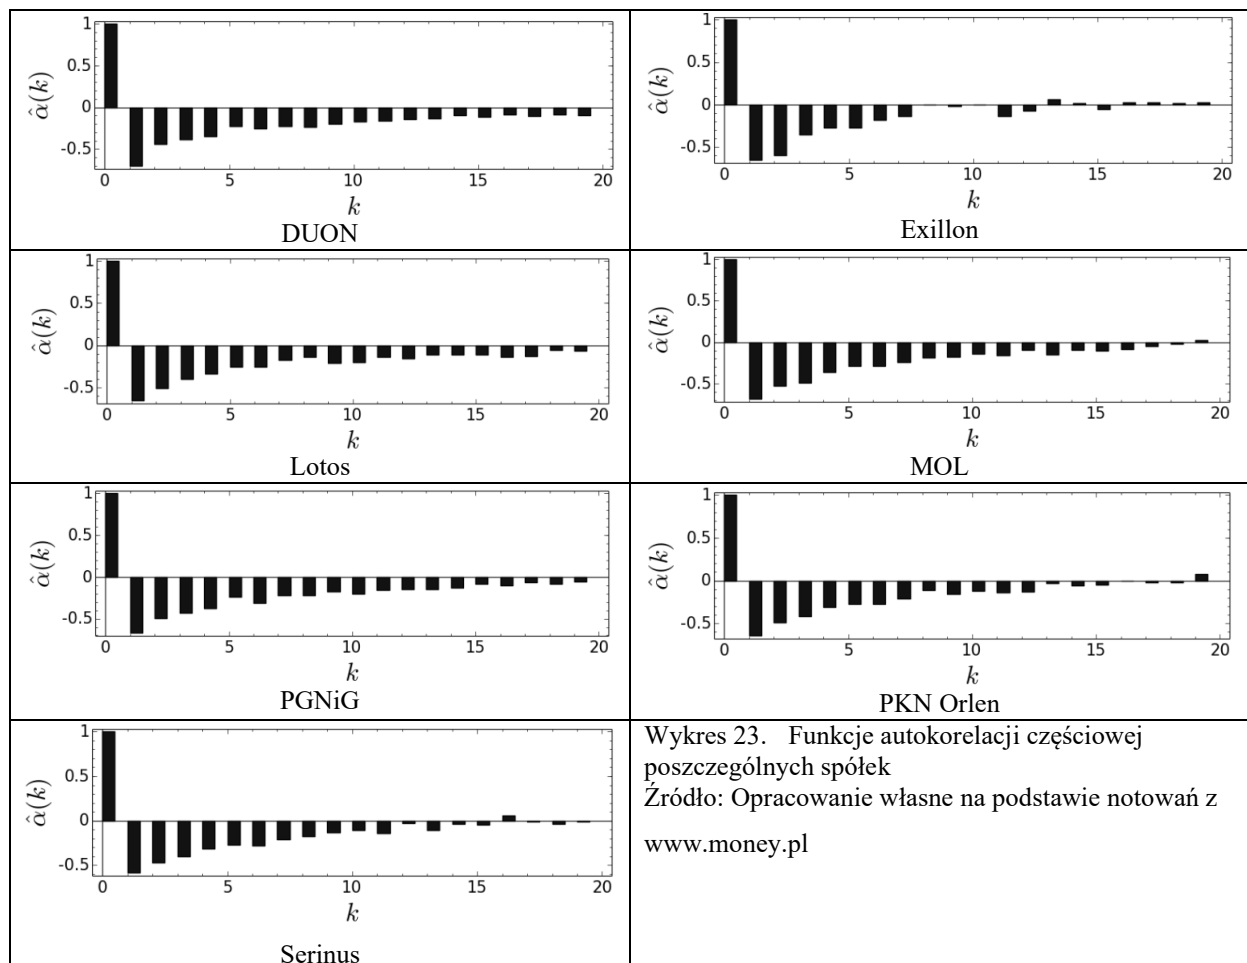 1
0.5
0
-0.5
α̂(k)
0 5 10 15 20
k
DUON
1
0.5
0
-0.5
α̂(k)
0 5 10 15 20
k
Exillon
1
0.5
0
-0.5
α̂(k)
0 5 10 15 20
k
Lotos
1
0.5
0
-0.5
α̂(k)
0 5 10 15 20
k
MOL
1
0.5
0
-0.5
α̂(k)
0 5 10 15 20
k
PGNiG
1
0.5
0
-0.5
α̂(k)
0 5 10 15 20
k
PKN Orlen
1
0.5
0
-0.5
α̂(k)
0 5 10 15 20
k
Serinus
Wykres 23. Funkcje autokorelacji częściowej
poszczególnych spółek
Źródło: Opracowanie własne na podstawie notowań z
www.money.pl